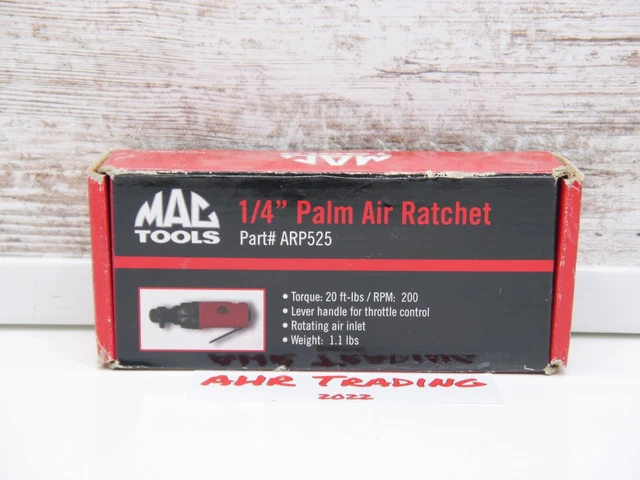 MAC
MAC
TOOLS
1/4" Palm Air Ratchet
Part# ARP525
• Torque: 20 ft-lbs / RPM: 200
• Lever handle for throttle control
• Rotating air inlet
• Weight: 1.1 lbs
AHR TRADING
2022